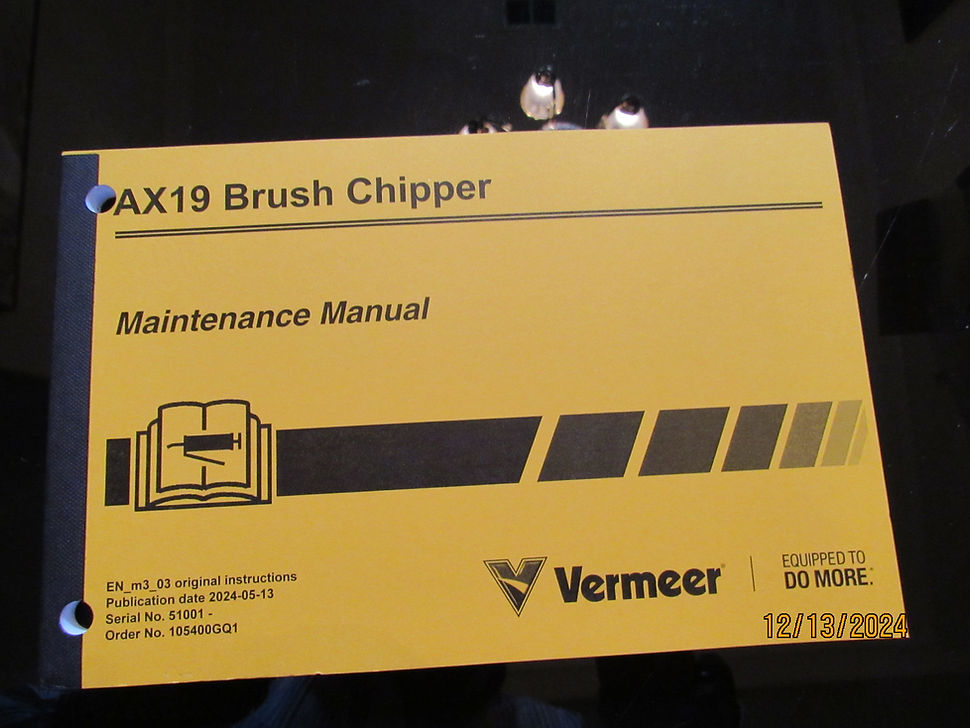 AX19 Brush Chipper
Maintenance Manual
EN_m3_03 original instructions
Publication date 2024-05-13
Serial No. 51001 -
Order No. 105400GQ1
Vermeer®
EQUIPPED TO
DO MORE.®
12/13/2024